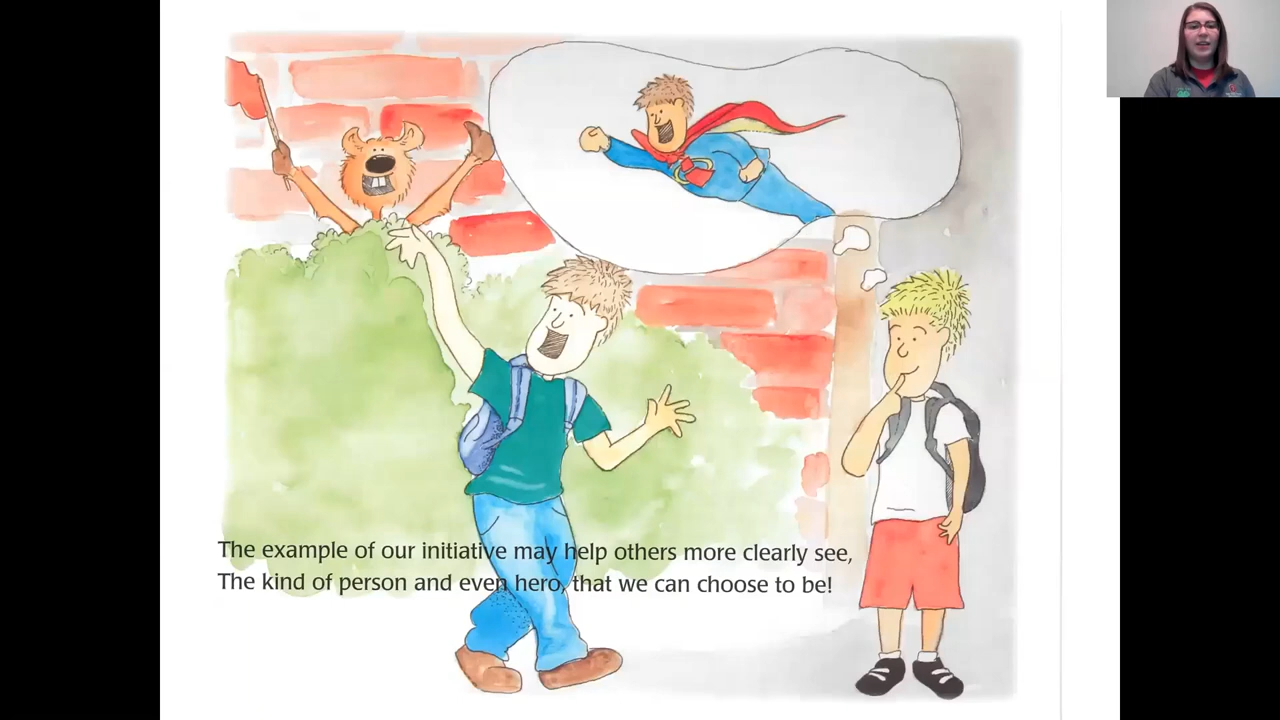 The example of our initiative may help others more clearly see,
The kind of person and even hero, that we can choose to be!